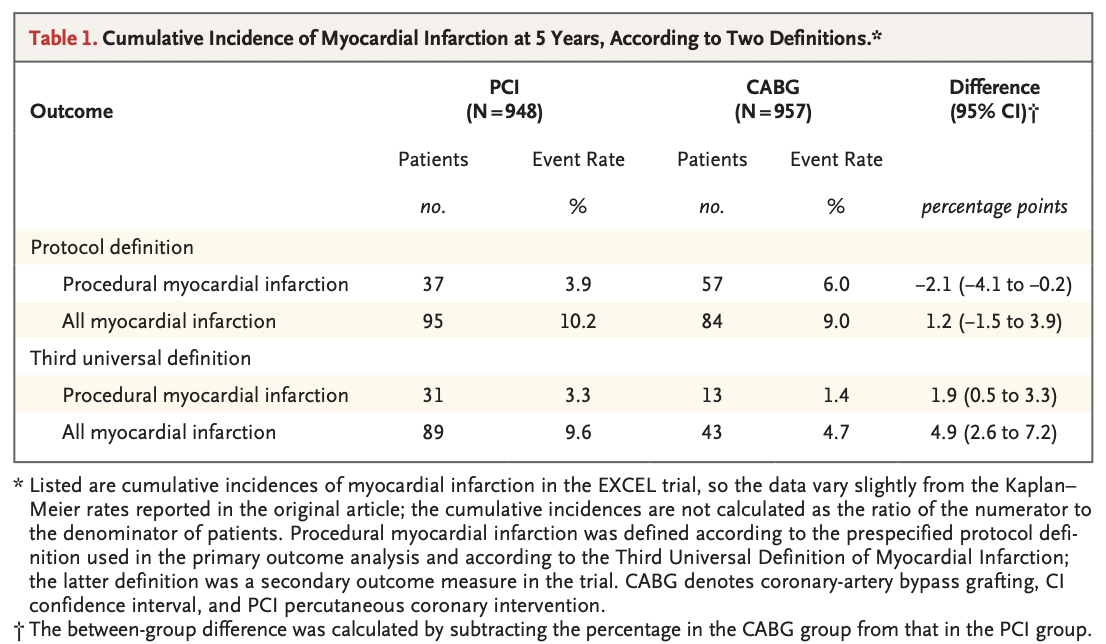 Table 1. Cumulative Incidence of Myocardial Infarction at 5 Years, According to Two Definitions.*
Outcome PCI (N=948) CABG (N=957) Difference (95% CI)†
Patients Event Rate Patients Event Rate
no. % no. % percentage points
Protocol definition
Procedural myocardial infarction 37 3.9 57 6.0 –2.1 (–4.1 to –0.2)
All myocardial infarction 95 10.2 84 9.0 1.2 (–1.5 to 3.9)
Third universal definition
Procedural myocardial infarction 31 3.3 13 1.4 1.9 (0.5 to 3.3)
All myocardial infarction 89 9.6 43 4.7 4.9 (2.6 to 7.2)
* Listed are cumulative incidences of myocardial infarction in the EXCEL trial, so the data vary slightly from the Kaplan–
Meier rates reported in the original article; the cumulative incidences are not calculated as the ratio of the numerator to
the denominator of patients. Procedural myocardial infarction was defined according to the prespecified protocol defi-
nition used in the primary outcome analysis and according to the Third Universal Definition of Myocardial Infarction;
the latter definition was a secondary outcome measure in the trial. CABG denotes coronary-artery bypass grafting, CI
confidence interval, and PCI percutaneous coronary intervention.
† The between-group difference was calculated by subtracting the percentage in the CABG group from that in the PCI group.